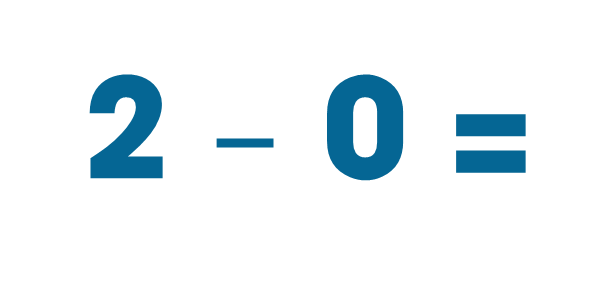 2 – 0 =